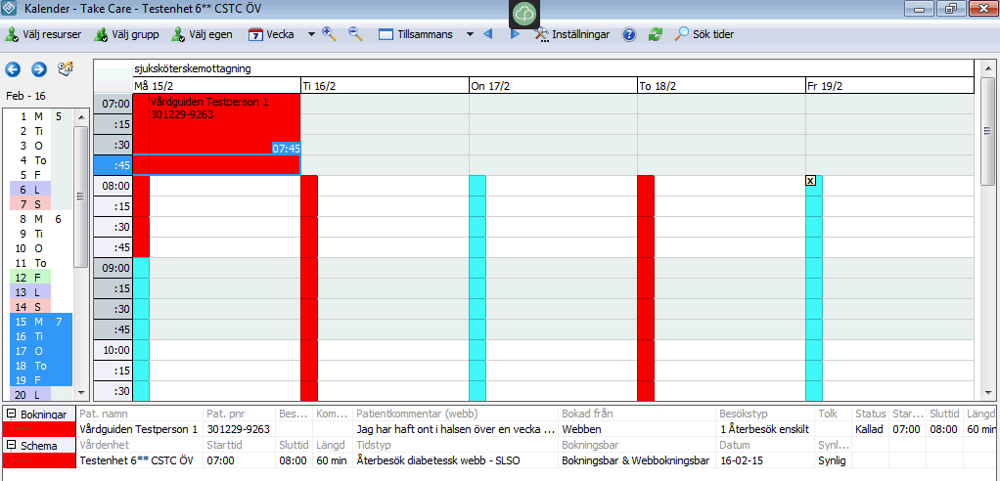 Kalender - Take Care - Testenhet 6** CSTC ÖV
Välj resurser Välj grupp Välj egen 7 Vecka Tillsammans Inställningar ? Sök tider
sjuksköterskemottagning
Må 15/2 Ti 16/2 On 17/2 To 18/2 Fr 19/2
Feb - 16
1 M 5
2 Ti
3 O
4 To
5 F
6 L
7 S
8 M 6
9 Ti
10 O
11 To
12 F
13 L
14 S
15 M 7
16 Ti
17 O
18 To
19 F
20 L
07:00 Vårdguiden Testperson 1
301229-9263
:15
:30
07:45
:45
08:00 x
:15
:30
:45
09:00
:15
:30
:45
10:00
:15
:30
Bokningar Pat. namn Pat. pnr Bes... Kom... Patientkommentar (webb) Bokad från Besökstyp Tolk Status Star... Sluttid Längd
Vårdguiden Testperson 1 301229-9263 Jag har haft ont i halsen över en vecka ... Webben 1 Återbesök enskilt Kallad 07:00 08:00 60 min
Schema Vårdenhet Starttid Sluttid Längd Tidstyp Bokningsbar Datum Synl...
Testenhet 6** CSTC ÖV 07:00 08:00 60 min Återbesök diabetessk webb - SLSO Bokningsbar & Webbokningsbar 16-02-15 Synlig